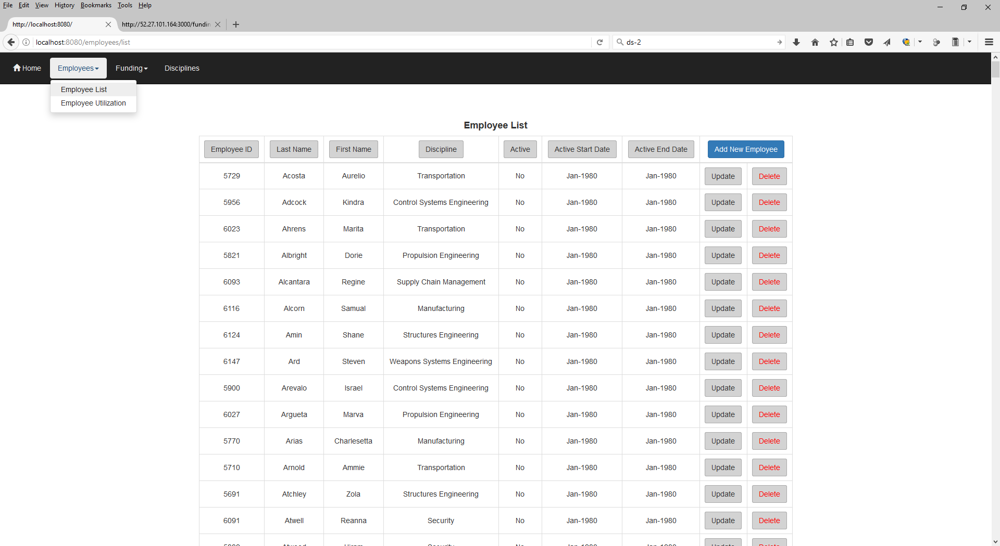 File Edit View History Bookmarks Tools Help
http://localhost:8080/ http://52.27.101.164:3000/fundin
localhost:8080/employees/list ds-2
Home Employees Funding Disciplines
Employee List
Employee Utilization
Employee List
Employee ID Last Name First Name Discipline Active Active Start Date Active End Date Add New Employee
5729 Acosta Aurelio Transportation No Jan-1980 Jan-1980 Update Delete
5956 Adcock Kindra Control Systems Engineering No Jan-1980 Jan-1980 Update Delete
6023 Ahrens Marita Transportation No Jan-1980 Jan-1980 Update Delete
5821 Albright Dorie Propulsion Engineering No Jan-1980 Jan-1980 Update Delete
6093 Alcantara Regine Supply Chain Management No Jan-1980 Jan-1980 Update Delete
6116 Alcorn Samual Manufacturing No Jan-1980 Jan-1980 Update Delete
6124 Amin Shane Structures Engineering No Jan-1980 Jan-1980 Update Delete
6147 Ard Steven Weapons Systems Engineering No Jan-1980 Jan-1980 Update Delete
5900 Arevalo Israel Control Systems Engineering No Jan-1980 Jan-1980 Update Delete
6027 Argueta Marva Propulsion Engineering No Jan-1980 Jan-1980 Update Delete
5770 Arias Charlesetta Manufacturing No Jan-1980 Jan-1980 Update Delete
5710 Arnold Ammie Transportation No Jan-1980 Jan-1980 Update Delete
5691 Atchley Zola Structures Engineering No Jan-1980 Jan-1980 Update Delete
6091 Atwell Reanna Security No Jan-1980 Jan-1980 Update Delete